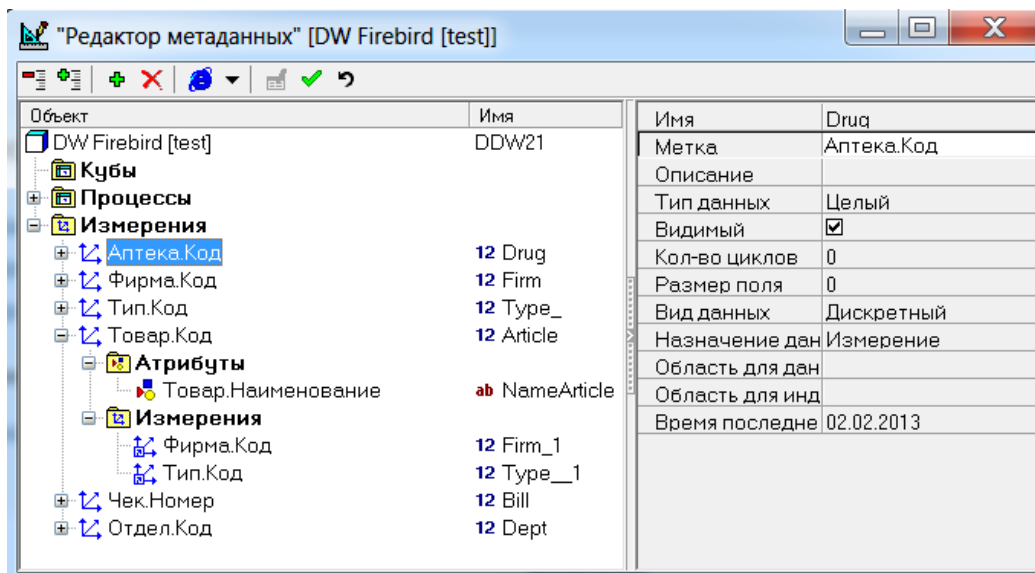 "Редактор метаданных" [DW Firebird [test]]
Объект Имя
DW Firebird [test] DDW21
Кубы
Процессы
Измерения
Аптека.Код 12 Drug
Фирма.Код 12 Firm
Тип.Код 12 Type_
Товар.Код 12 Article
Атрибуты
Товар.Наименование ab NameArticle
Измерения
Фирма.Код 12 Firm_1
Тип.Код 12 Type__1
Чек.Номер 12 Bill
Отдел.Код 12 Dept
Имя Drug
Метка Аптека.Код
Описание
Тип данных Целый
Видимый
Кол-во циклов 0
Размер поля 0
Вид данных Дискретный
Назначение дан Измерение
Область для дан
Область для инд
Время последне 02.02.2013